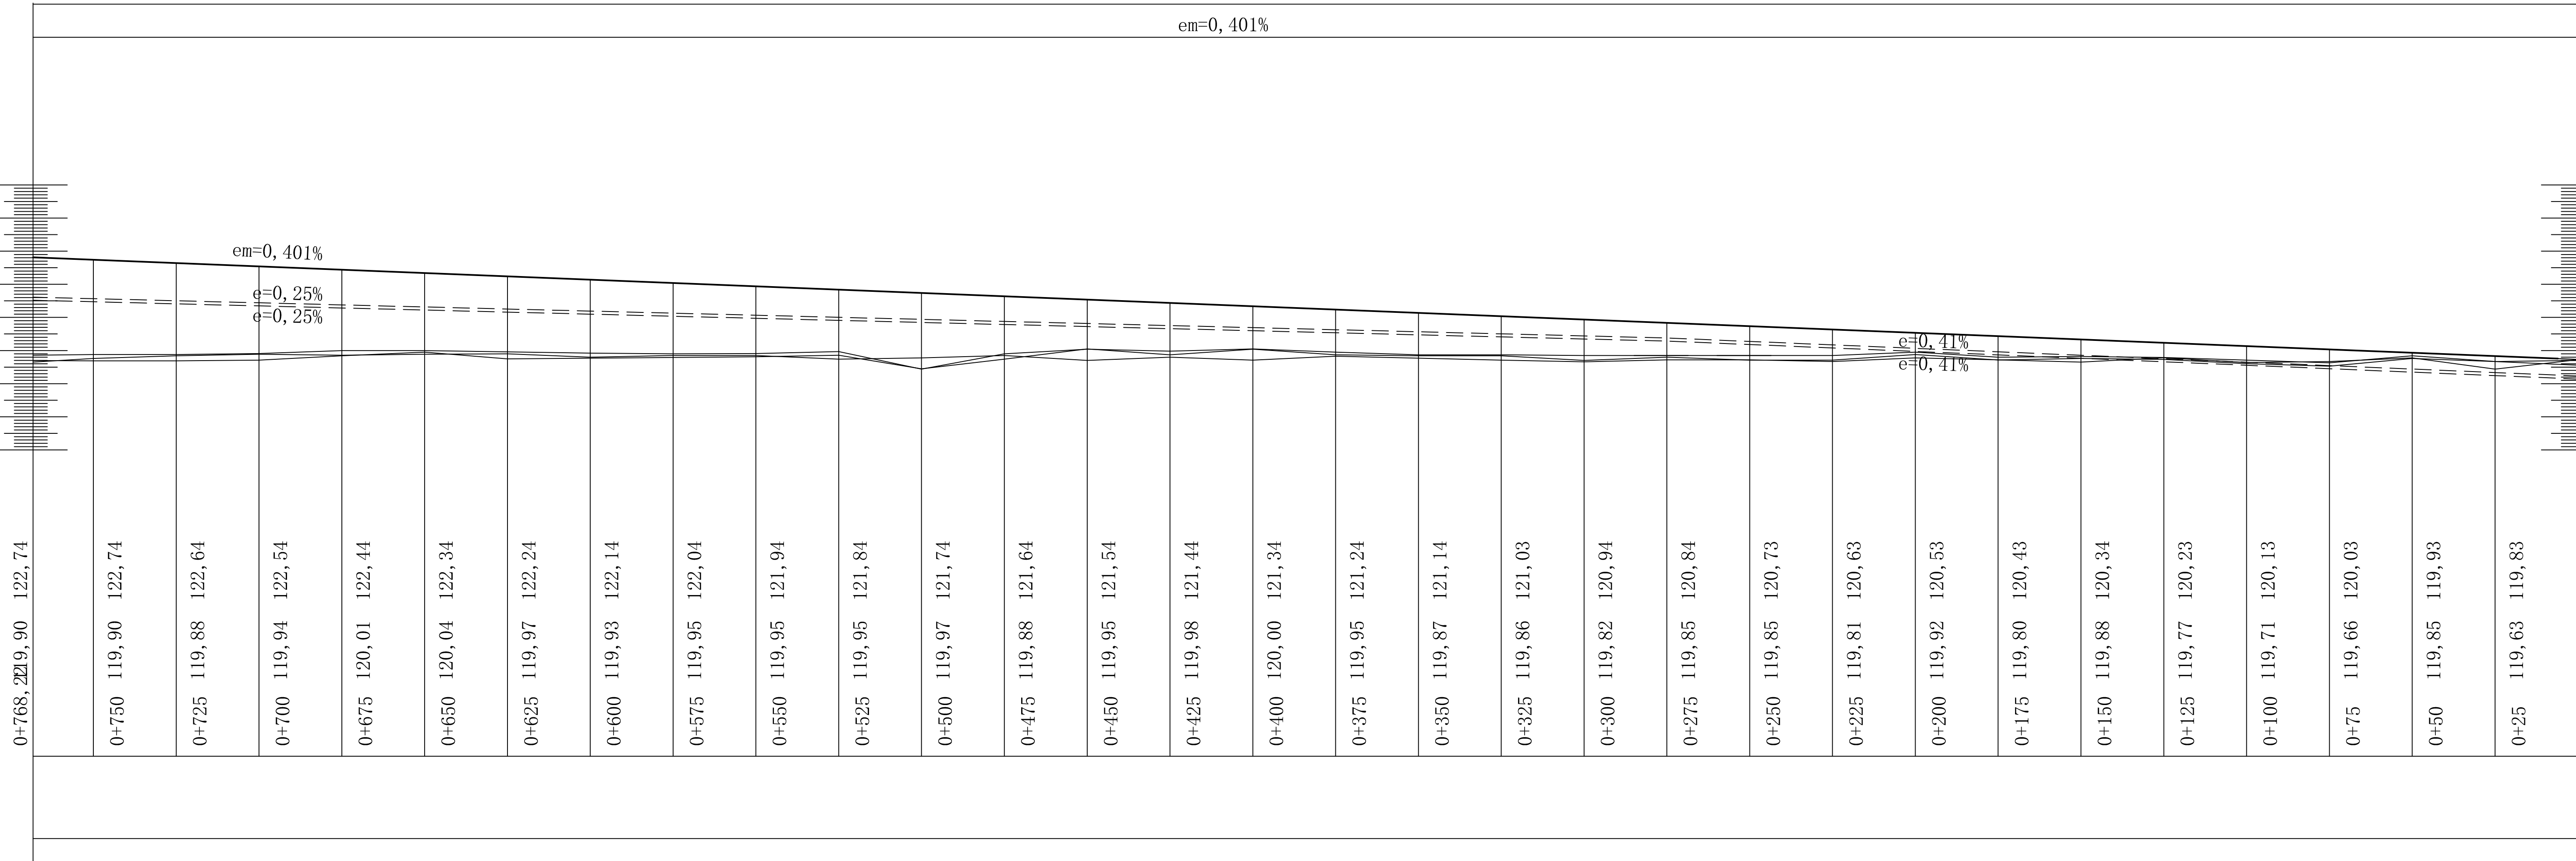 em=0,401%
em=0,401%
e=0,25%
e=0,25%
e=0,41%
e=0,41%
0+768,22 119,90 122,74
0+750 119,90 122,74
0+725 119,88 122,64
0+700 119,94 122,54
0+675 120,01 122,44
0+650 120,04 122,34
0+625 119,97 122,24
0+600 119,93 122,14
0+575 119,95 122,04
0+550 119,95 121,94
0+525 119,95 121,84
0+500 119,97 121,74
0+475 119,88 121,64
0+450 119,95 121,54
0+425 119,98 121,44
0+400 120,00 121,34
0+375 119,95 121,24
0+350 119,87 121,14
0+325 119,86 121,03
0+300 119,82 120,94
0+275 119,85 120,84
0+250 119,85 120,73
0+225 119,81 120,63
0+200 119,92 120,53
0+175 119,80 120,43
0+150 119,88 120,34
0+125 119,77 120,23
0+100 119,71 120,13
0+75 119,66 120,03
0+50 119,85 119,93
0+25 119,63 119,83